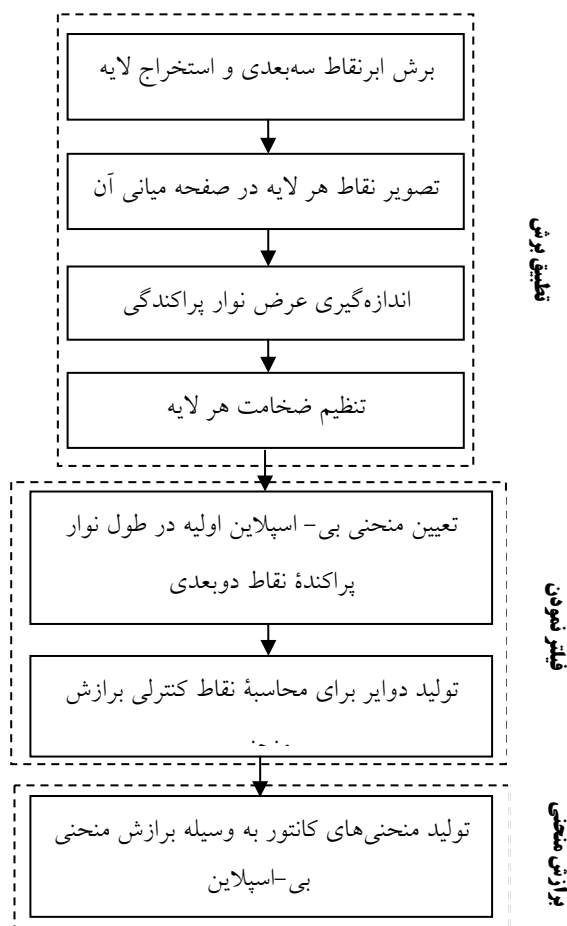 برش ابرنقاط سه‌بعدی و استخراج لایه
تصویر نقاط هر لایه در صفحه میانی آن
اندازه‌گیری عرض نوار پراکندگی
تنظیم ضخامت هر لایه
تطبیق برش
تعیین منحنی بی- اسپلاین اولیه در طول نوار
پراکندۀ نقاط دوبعدی
تولید دوایر برای محاسبۀ نقاط کنترلی برازش
فیلتر نمودن
تولید منحنی‌های کانتور به وسیله برازش منحنی
بی-اسپلاین
برازش منحنی